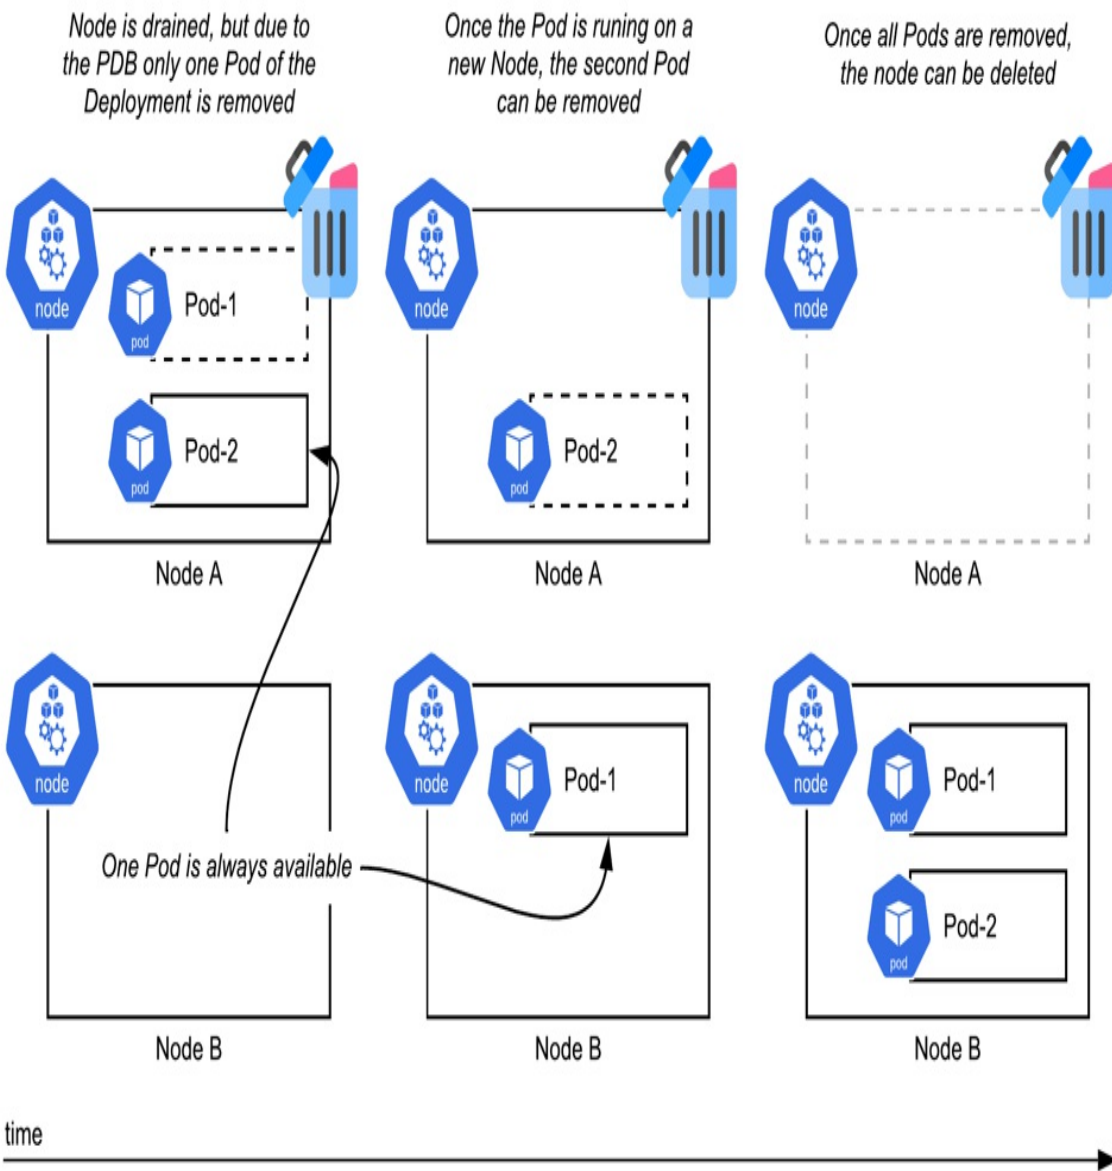 Node is drained, but due to
the PDB only one Pod of the
Deployment is removed
Once the Pod is runing on a
new Node, the second Pod
can be removed
Once all Pods are removed,
the node can be deleted
node
pod
Pod-1
pod
Pod-2
Node A
node
pod
Pod-2
Node A
node
Node A
node
One Pod is always available
Node B
node
pod
Pod-1
Node B
node
pod
Pod-1
pod
Pod-2
Node B
time